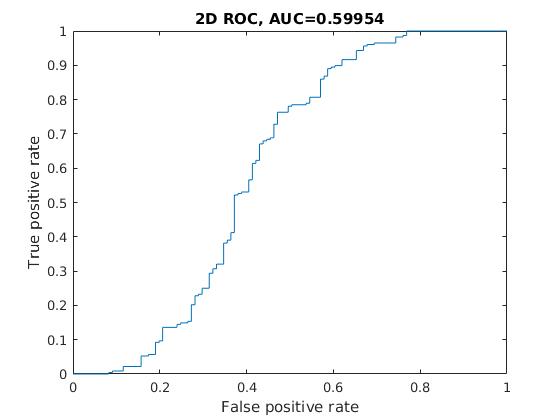 2D ROC, AUC=0.59954
1
0.9
0.8
0.7
0.6
0.5
0.4
0.3
0.2
0.1
0
True positive rate
0 0.2 0.4 0.6 0.8 1
False positive rate